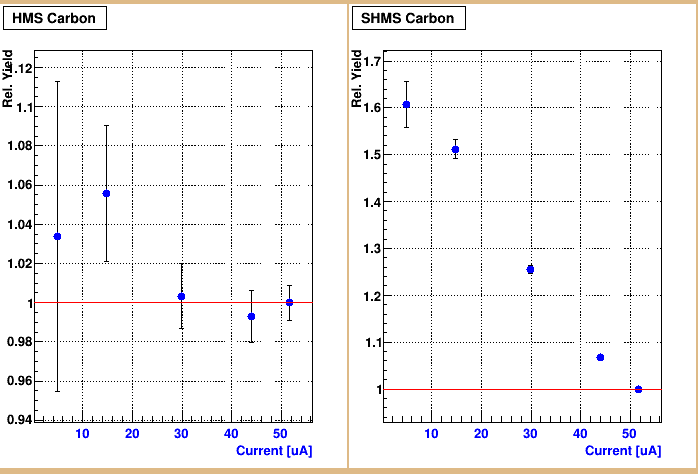 HMS Carbon
SHMS Carbon
Rel. Yield
1.12
1.1
1.08
1.06
1.04
1.02
1
0.98
0.96
0.94
10 20 30 40 50
Current [uA]
Rel. Yield
1.7
1.6
1.5
1.4
1.3
1.2
1.1
1
10 20 30 40 50
Current [uA]